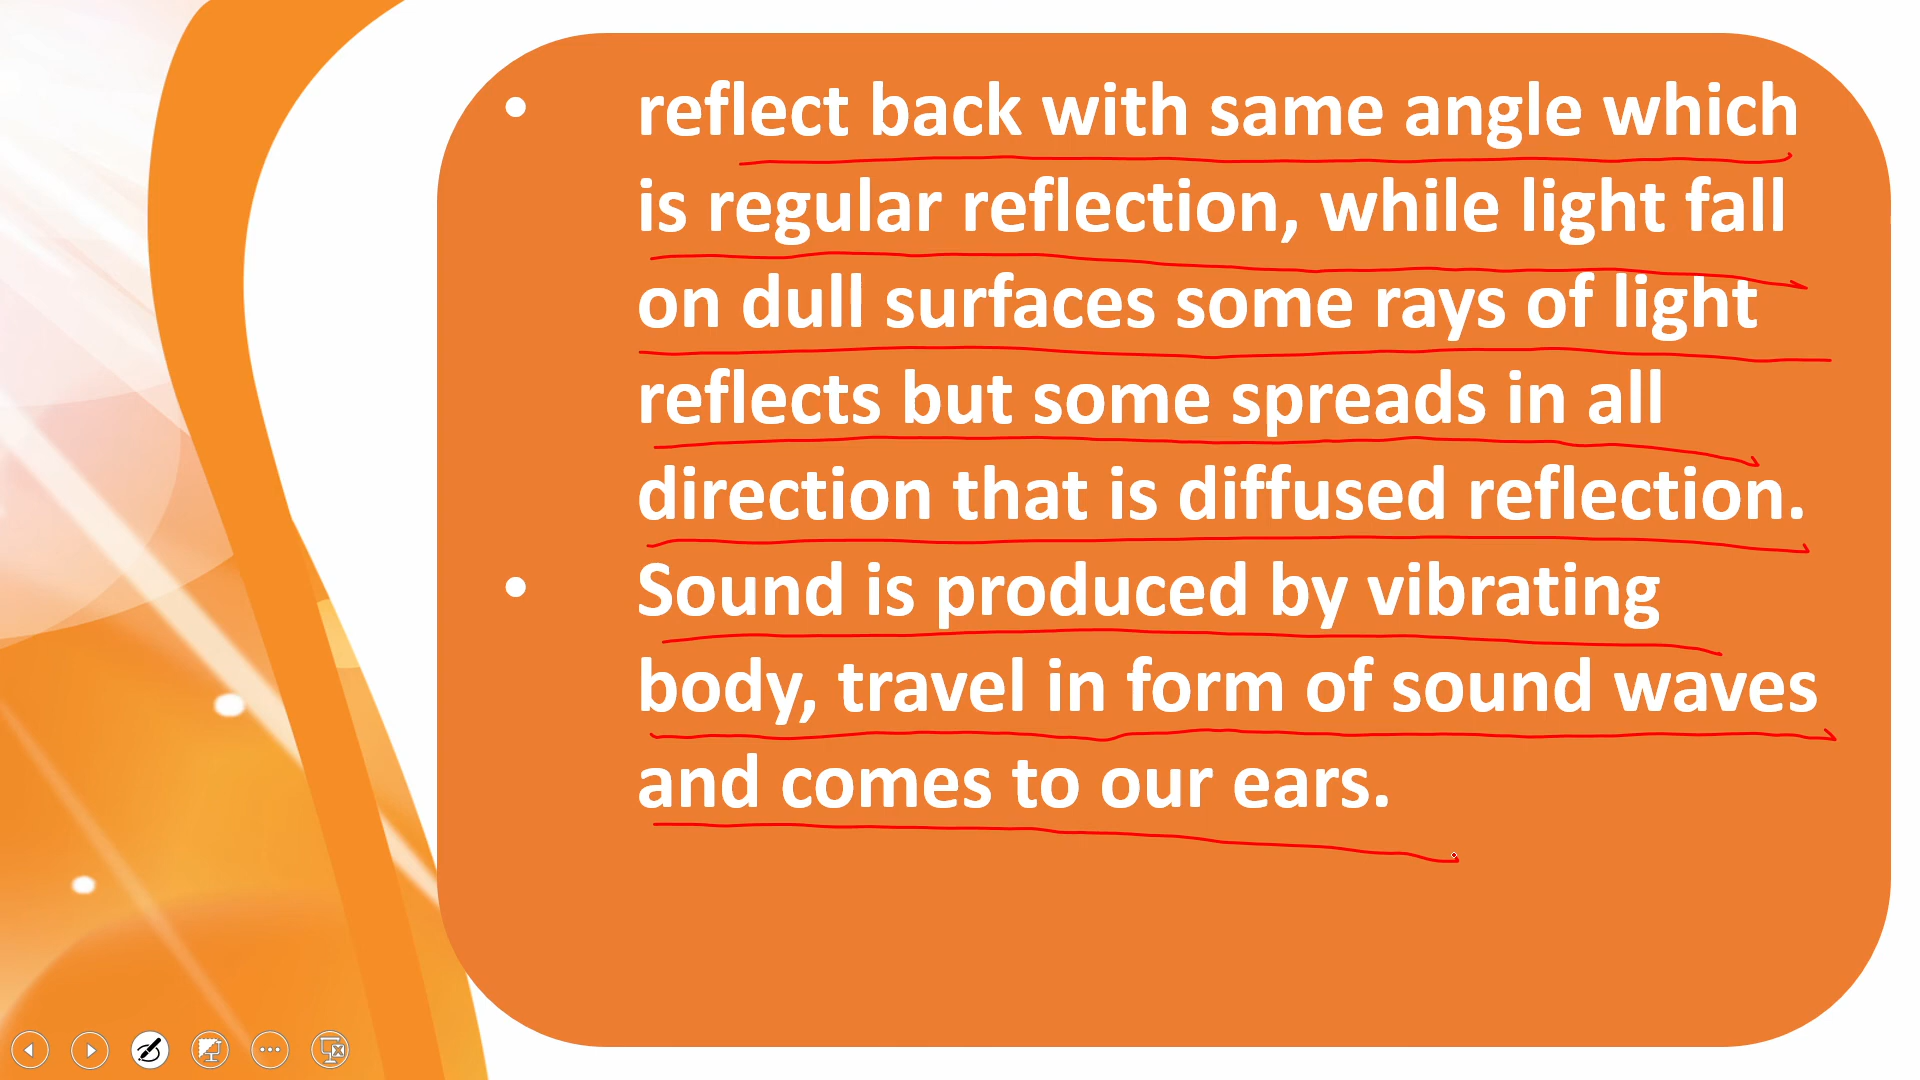 • reflect back with same angle which
is regular reflection, while light fall
on dull surfaces some rays of light
reflects but some spreads in all
direction that is diffused reflection.
• Sound is produced by vibrating
body, travel in form of sound waves
and comes to our ears.